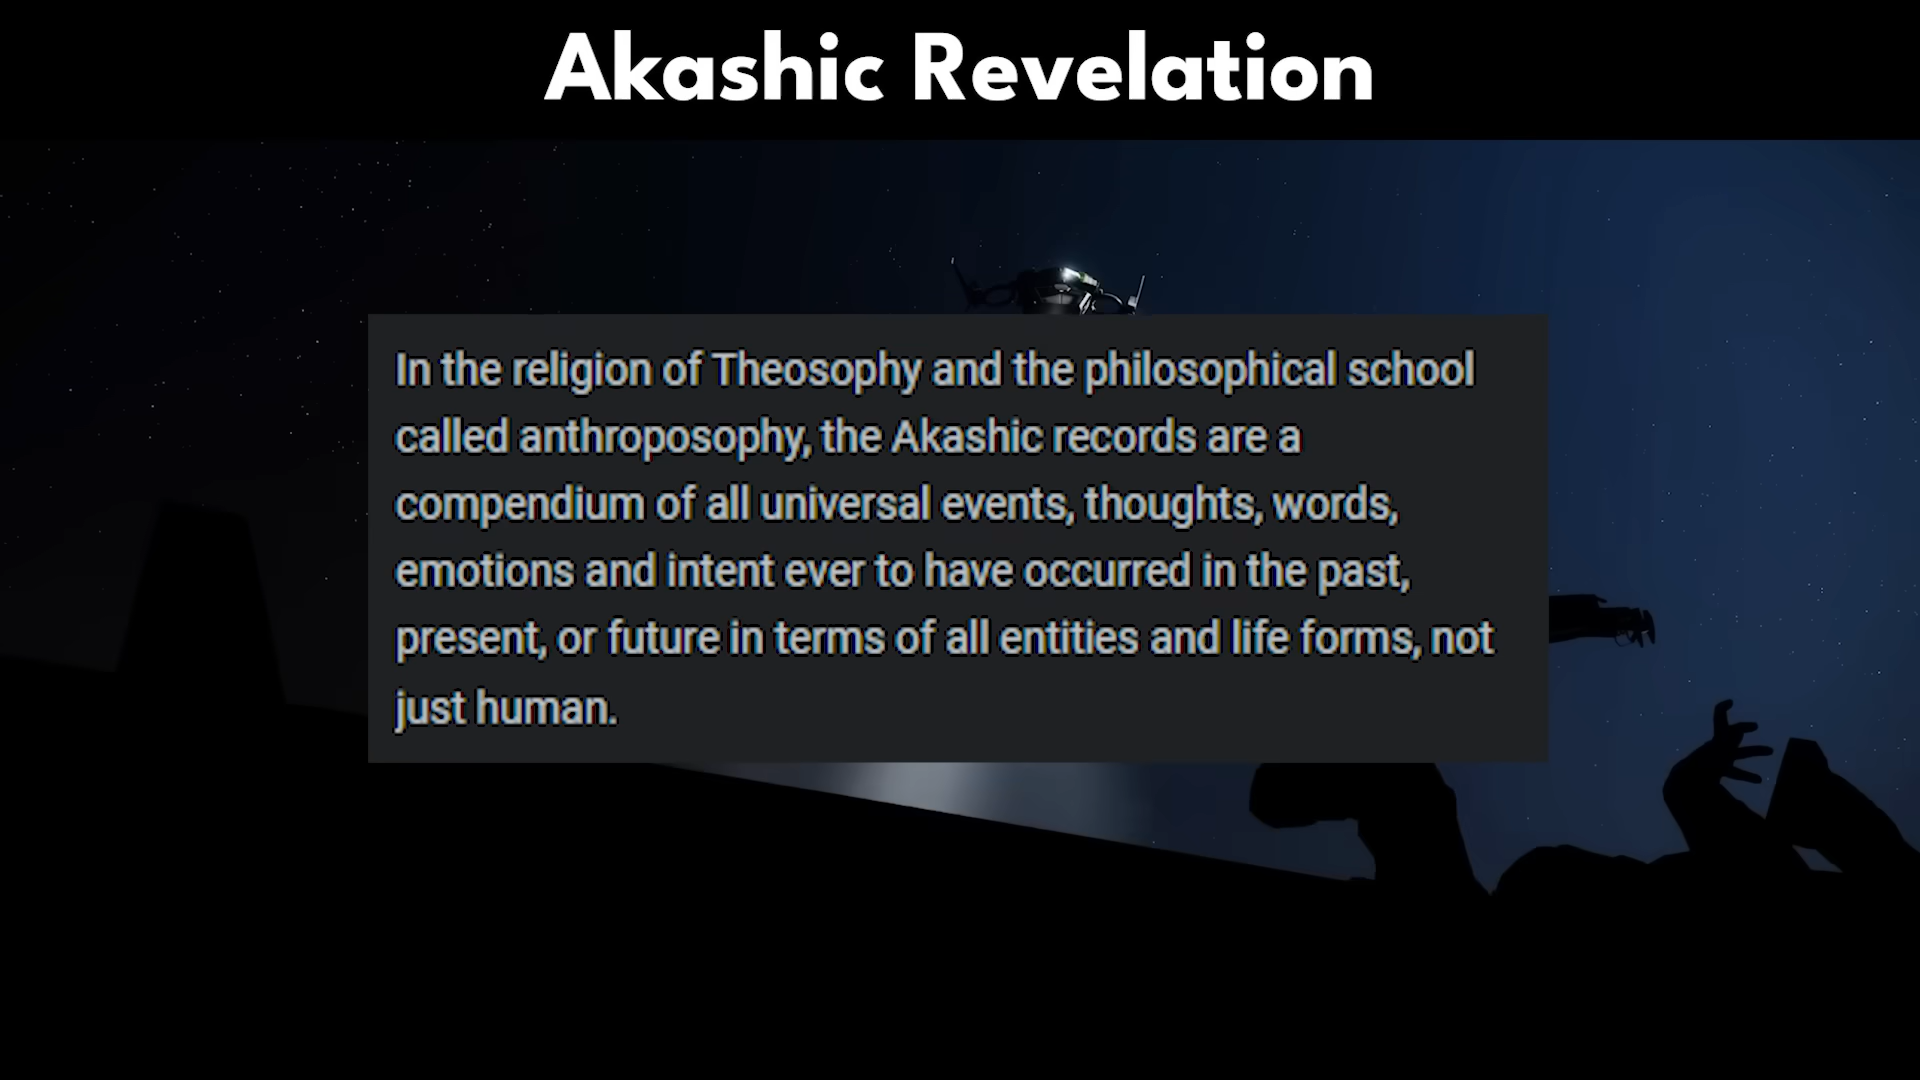 Akashic Revelation
In the religion of Theosophy and the philosophical school
called anthroposophy, the Akashic records are a
compendium of all universal events, thoughts, words,
emotions and intent ever to have occurred in the past,
present, or future in terms of all entities and life forms, not
just human.